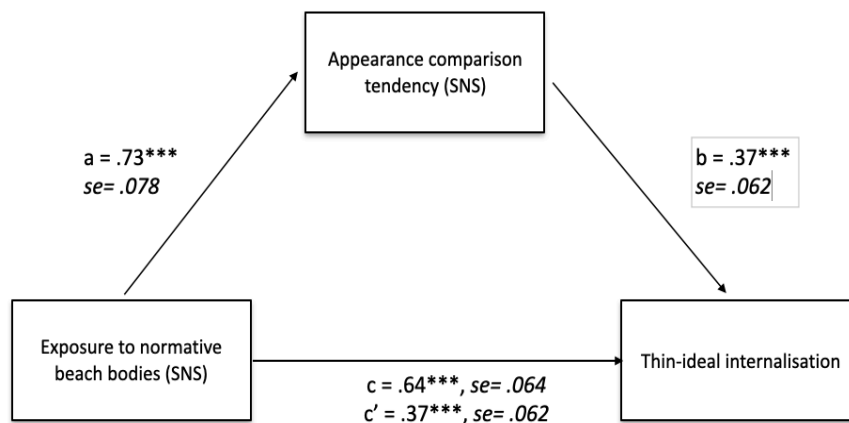 Appearance comparison
tendency (SNS)
a = .73***
se= .078
b = .37***
se= .062
Exposure to normative
beach bodies (SNS)
Thin-ideal internalisation
c = .64***, se= .064
c’ = .37***, se= .062